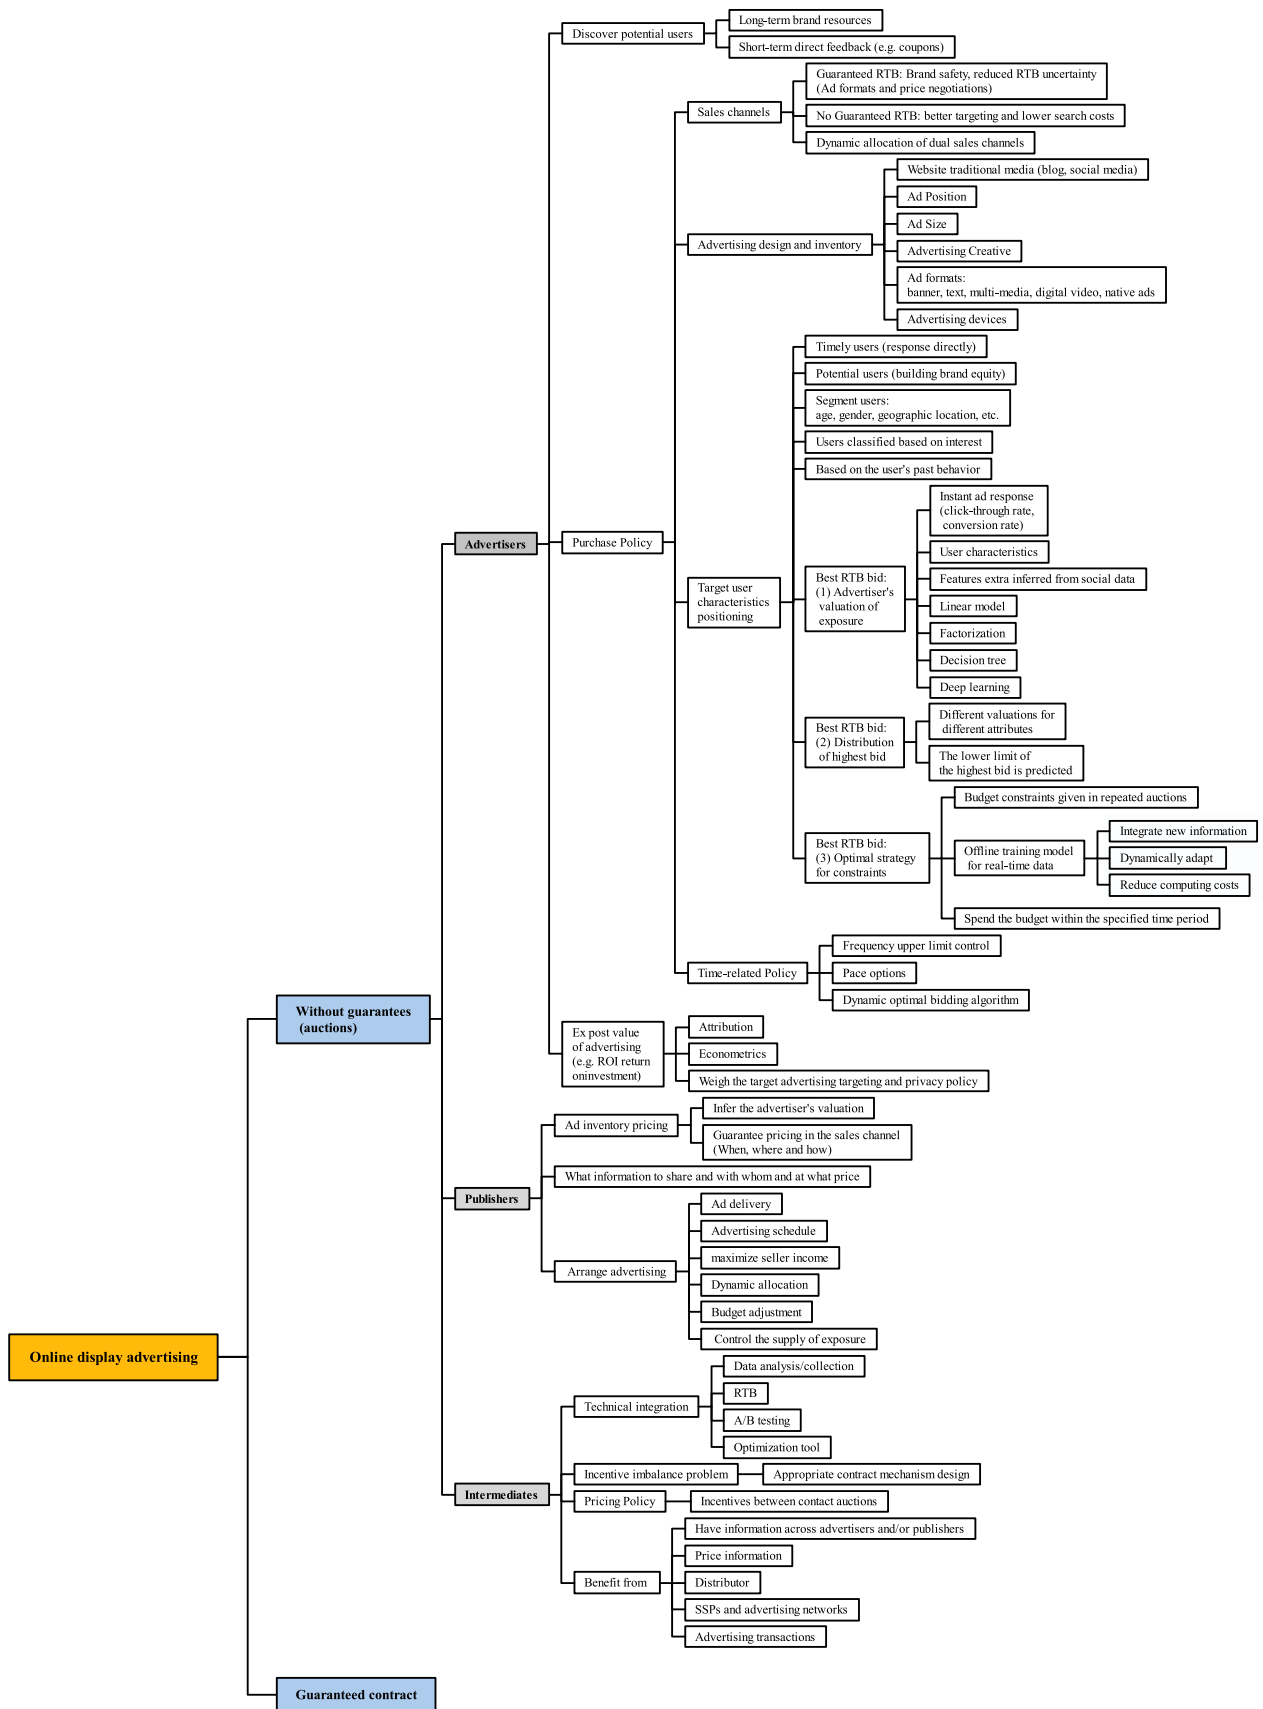 Long-term brand resources
Discover potential users
Short-term direct feedback (e.g. coupons)
Guaranteed RTB: Brand safety, reduced RTB uncertainty
(Ad formats and price negotiations)
Sales channels
No Guaranteed RTB: better targeting and lower search costs
Dynamic allocation of dual sales channels
Website traditional media (blog, social media)
Ad Position
Ad Size
Advertising design and inventory
Advertising Creative
Ad formats:
banner, text, multi-media, digital video, native ads
Advertising devices
Timely users (response directly)
Potential users (building brand equity)
Segment users:
age, gender, geographic location, etc.
Users classified based on interest
Based on the user's past behavior
Instant ad response
(click-through rate,
conversion rate)
Advertisers
Purchase Policy
User characteristics
Features extra inferred from social data
Target user
characteristics
positioning
Best RTB bid:
(1) Advertiser's
valuation of
exposure
Linear model
Factorization
Decision tree
Deep learning
Different valuations for
different attributes
Best RTB bid:
(2) Distribution
of highest bid
The lower limit of
the highest bid is predicted
Budget constraints given in repeated auctions
Best RTB bid:
(3) Optimal strategy
for constraints
Offline training model
for real-time data
Integrate new information
Dynamically adapt
Reduce computing costs
Spend the budget within the specified time period
Frequency upper limit control
Time-related Policy
Pace options
Dynamic optimal bidding algorithm
Without guarantees
(auctions)
Ex post value
of advertising
(e.g. ROI return
oninvestment)
Attribution
Econometrics
Weigh the target advertising targeting and privacy policy
Infer the advertiser's valuation
Ad inventory pricing
Guarantee pricing in the sales channel
(When, where and how)
What information to share and with whom and at what price
Publishers
Ad delivery
Advertising schedule
maximize seller income
Arrange advertising
Dynamic allocation
Budget adjustment
Control the supply of exposure
Online display advertising
Data analysis/collection
RTB
Technical integration
A/B testing
Optimization tool
Incentive imbalance problem
Appropriate contract mechanism design
Intermediates
Pricing Policy
Incentives between contact auctions
Have information across advertisers and/or publishers
Price information
Benefit from
Distributor
SSPs and advertising networks
Advertising transactions
Guaranteed contract